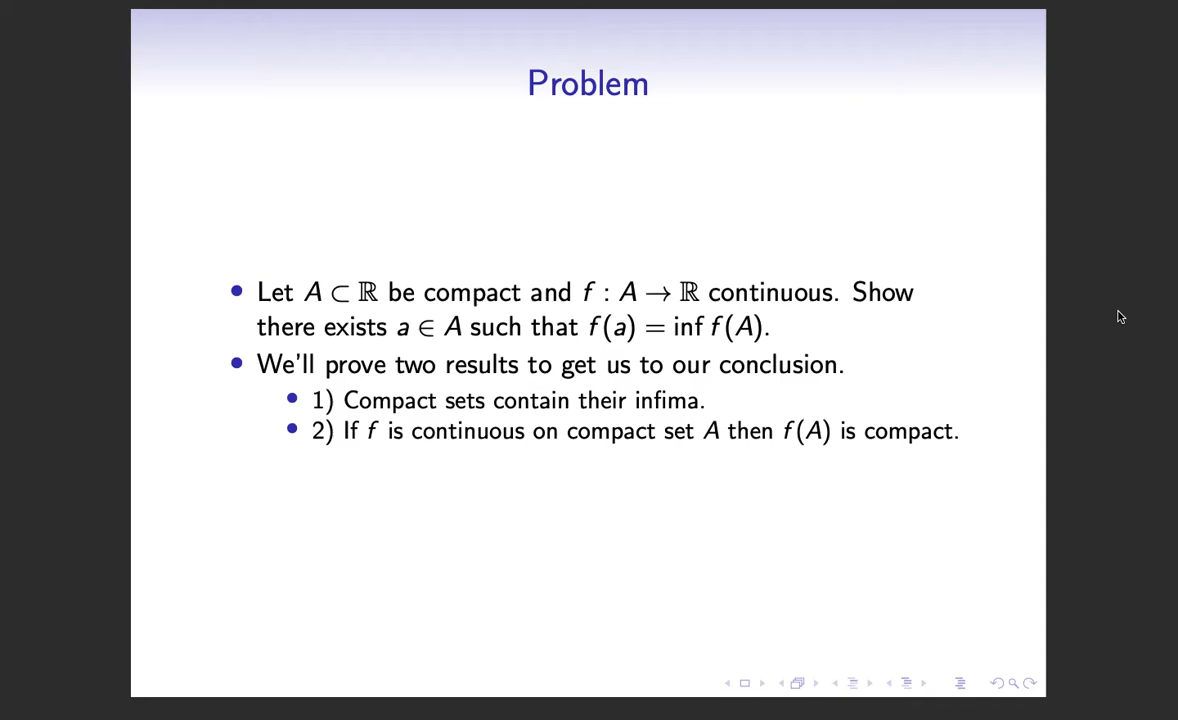 Problem
• Let A ⊂ ℝ be compact and f : A → ℝ continuous. Show
there exists a ∈ A such that f(a) = inf f(A).
• We'll prove two results to get us to our conclusion.
• 1) Compact sets contain their infima.
• 2) If f is continuous on compact set A then f(A) is compact.